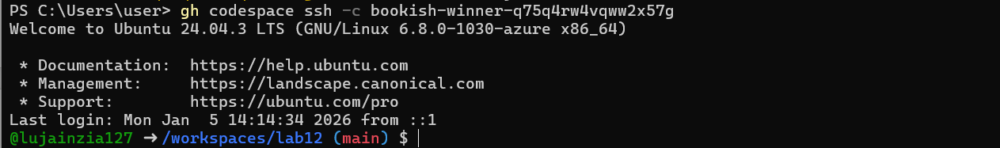 PS C:\Users\user> gh codespace ssh -c bookish-winner-q75q4rw4vqww2x57g
Welcome to Ubuntu 24.04.3 LTS (GNU/Linux 6.8.0-1030-azure x86_64)

 * Documentation:  https://help.ubuntu.com
 * Management:     https://landscape.canonical.com
 * Support:        https://ubuntu.com/pro
Last login: Mon Jan  5 14:14:34 2026 from ::1
@lujainzia127 ➜ /workspaces/lab12 (main) $